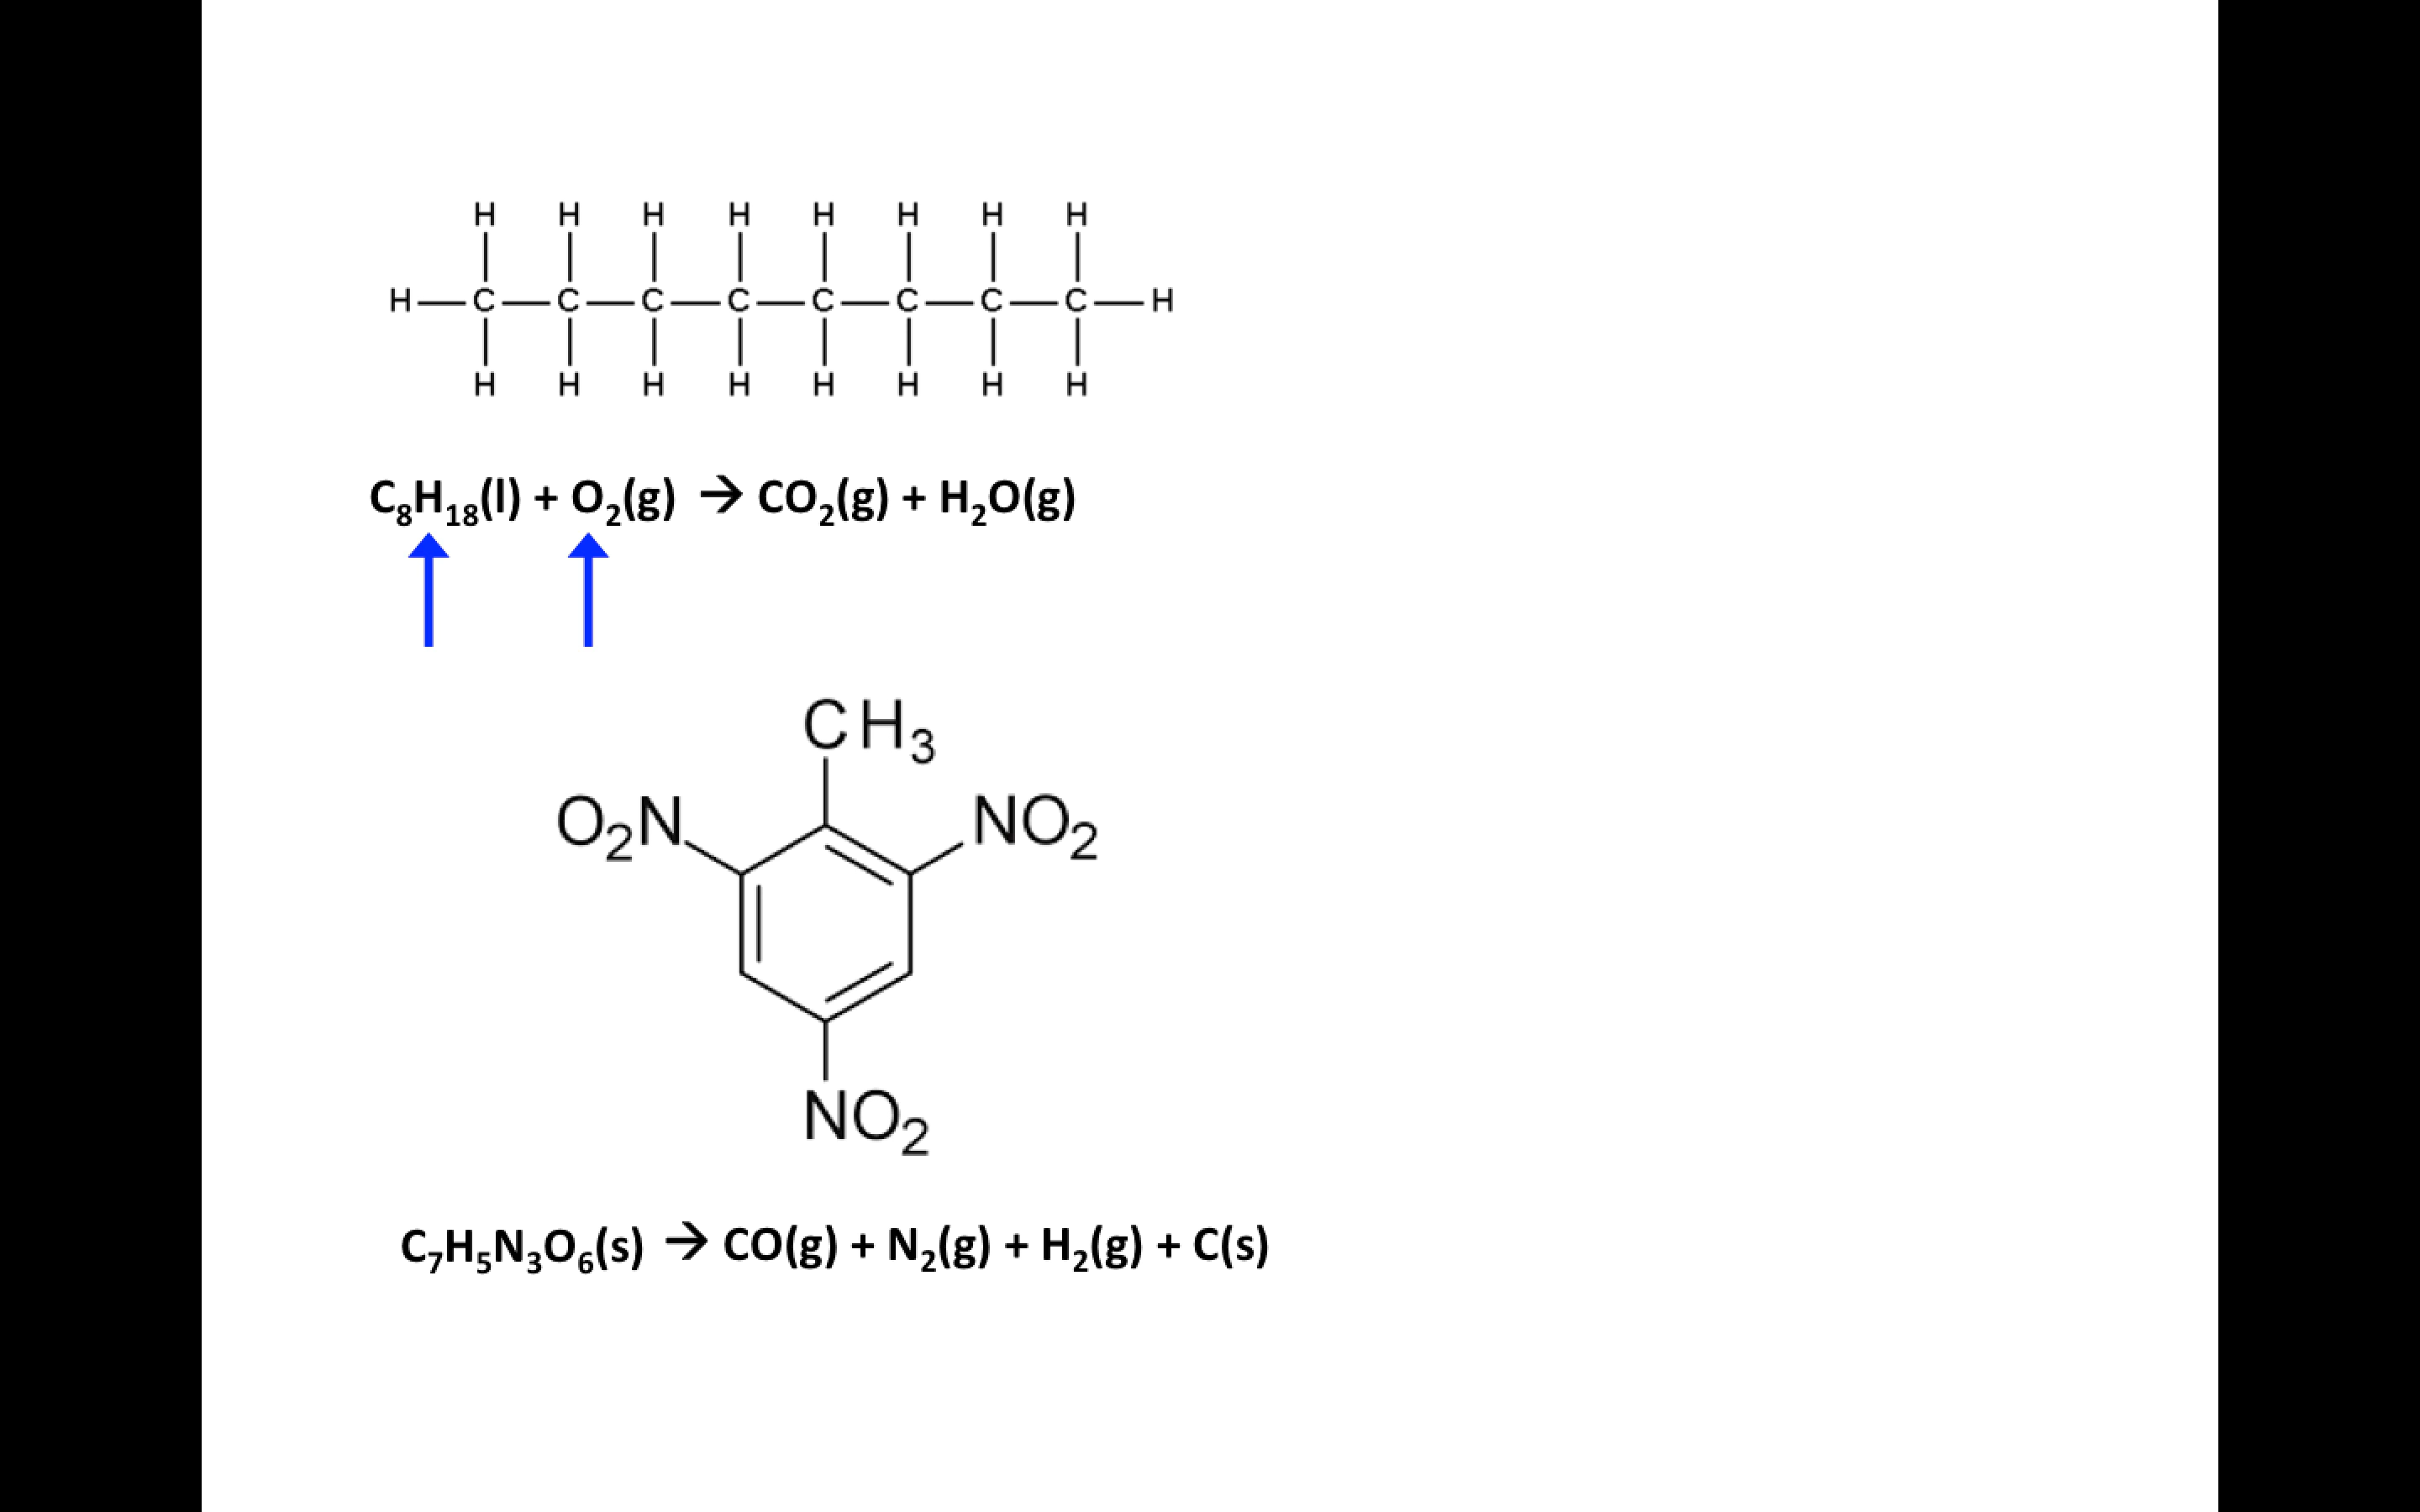 H H H H H H H H
H C C C C C C C C H
H H H H H H H H
C₈H₁₈(l) + O₂(g) → CO₂(g) + H₂O(g)
CH₃
O₂N NO₂
NO₂
C₇H₅N₃O₆(s) → CO(g) + N₂(g) + H₂(g) + C(s)